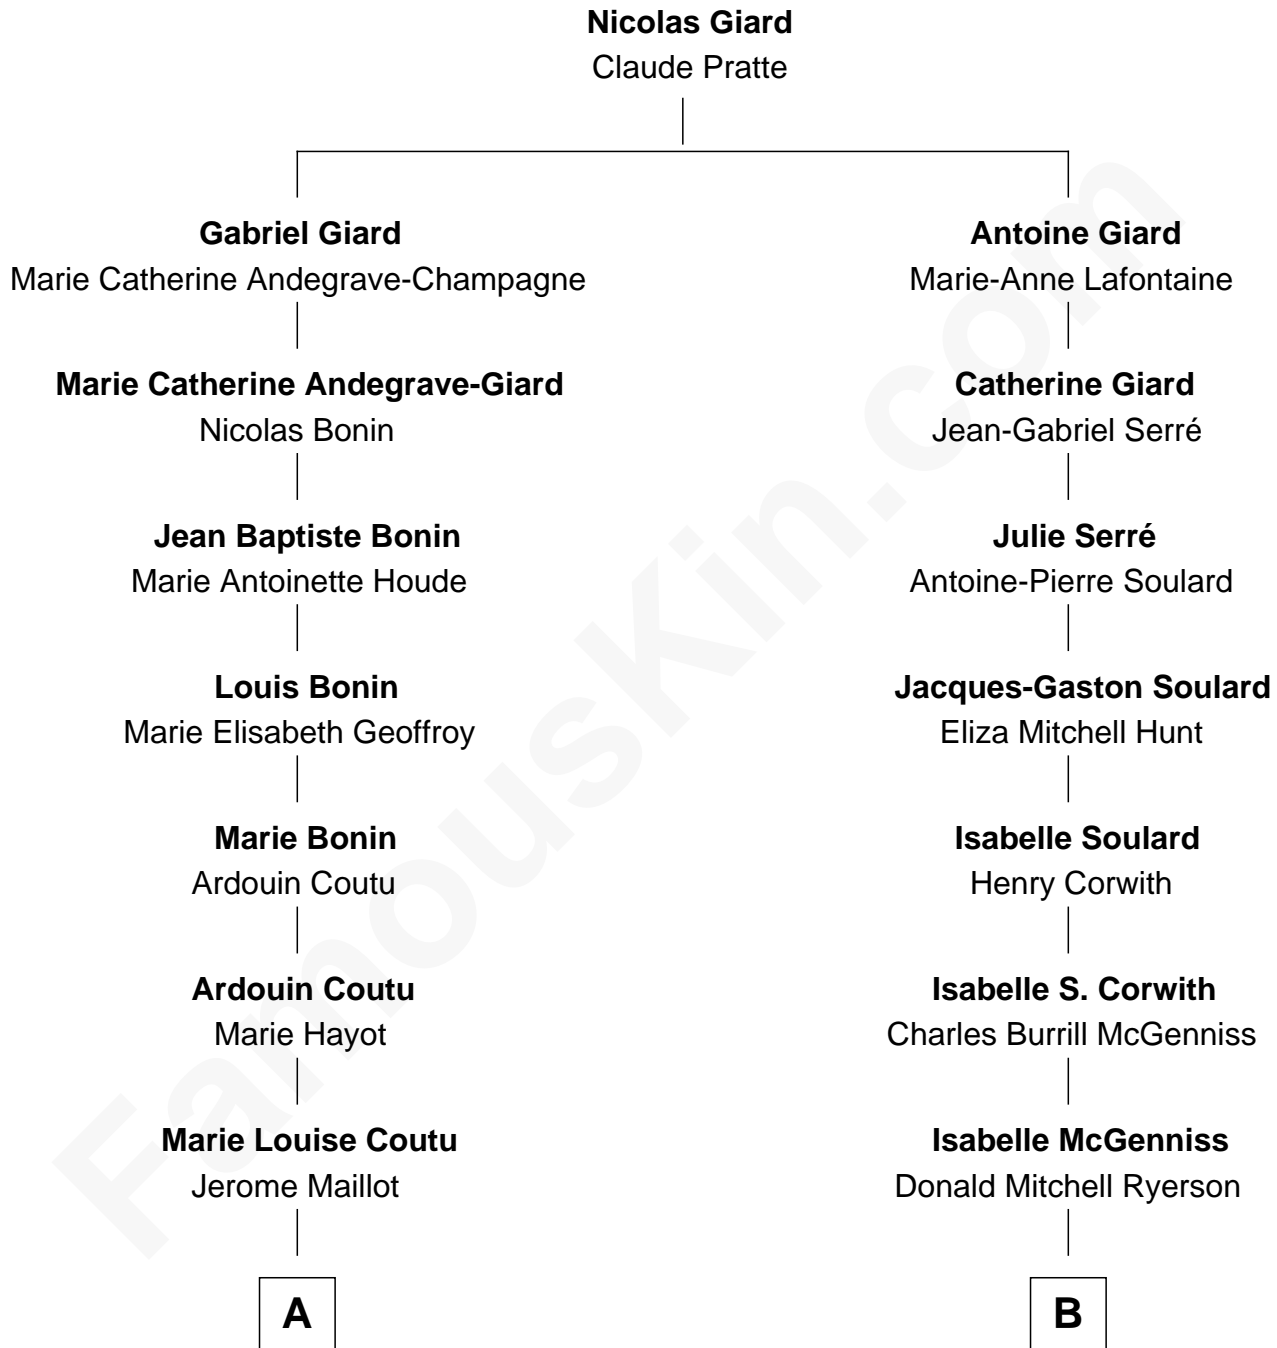 Nicolas Giard
Claude Pratte
Gabriel Giard
Marie Catherine Andegrave-Champagne
Antoine Giard
Marie-Anne Lafontaine
Marie Catherine Andegrave-Giard
Nicolas Bonin
Catherine Giard
Jean-Gabriel Serré
Jean Baptiste Bonin
Marie Antoinette Houde
Julie Serré
Antoine-Pierre Soulard
Louis Bonin
Marie Elisabeth Geoffroy
Jacques-Gaston Soulard
Eliza Mitchell Hunt
Marie Bonin
Ardouin Coutu
Isabelle Soulard
Henry Corwith
Ardouin Coutu
Marie Hayot
Isabelle S. Corwith
Charles Burrill McGenniss
Marie Louise Coutu
Jerome Maillot
Isabelle McGenniss
Donald Mitchell Ryerson
A
B
FamousKin.com